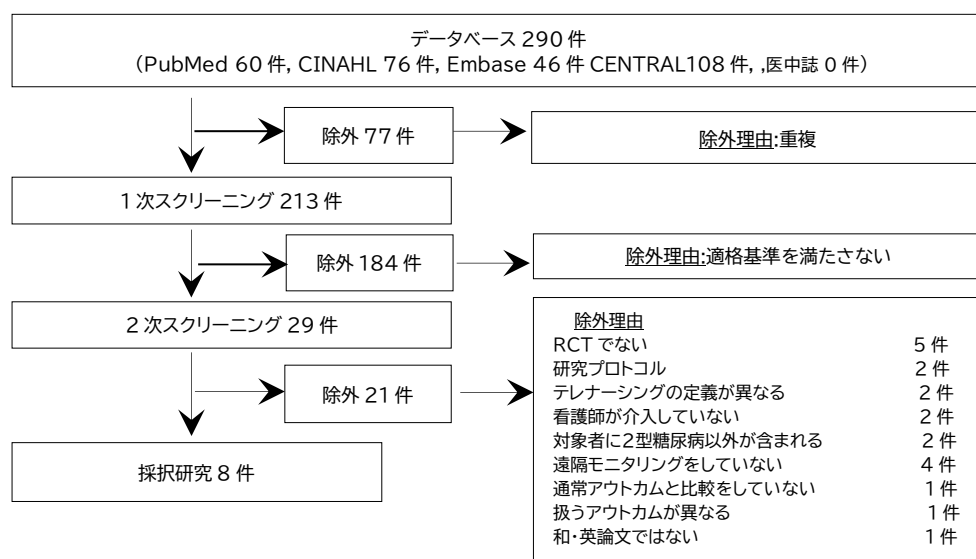 データベース 290 件
(PubMed 60 件, CINAHL 76 件, Embase 46 件 CENTRAL108 件, ,医中誌 0 件)
除外 77 件
除外理由:重複
1 次スクリーニング 213 件
除外 184 件
除外理由:適格基準を満たさない
2 次スクリーニング 29 件
除外 21 件
除外理由
RCT でない 5 件
研究プロトコル 2 件
テレナーシングの定義が異なる 2 件
看護師が介入していない 2 件
対象者に2型糖尿病以外が含まれる 2 件
遠隔モニタリングをしていない 4 件
通常アウトカムと比較をしていない 1 件
扱うアウトカムが異なる 1 件
和・英論文ではない 1 件
採択研究 8 件